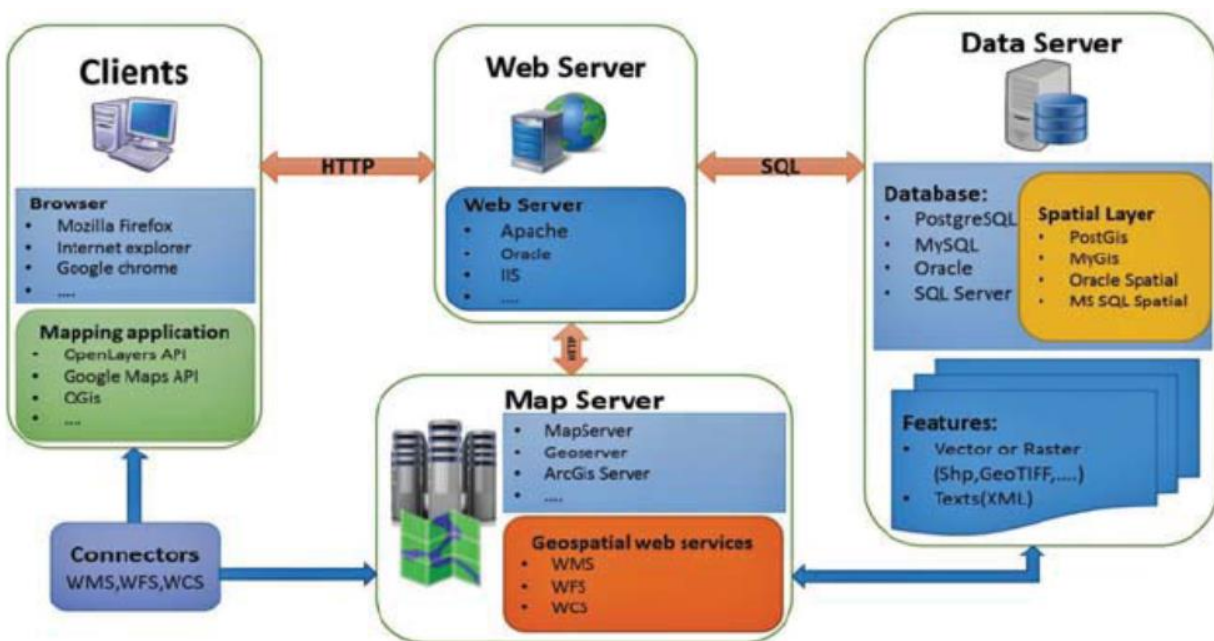 Clients
Browser
• Mozilla Firefox
• Internet explorer
• Google chrome
• ....
Mapping application
• OpenLayers API
• Google Maps API
• QGis
• ....
HTTP
Web Server
Web Server
• Apache
• Oracle
• IIS
• ....
SQL
Data Server
Database:
• PostgreSQL
• MySQL
• Oracle
• SQL Server
Spatial Layer
• PostGis
• MyGis
• Oracle Spatial
• MS SQL Spatial
Features:
• Vector or Raster
(Shp,GeoTIFF,....)
• Texts(XML)
HTTP
Map Server
• MapServer
• Geoserver
• ArcGis Server
• ....
Geospatial web services
• WMS
• WFS
• WCS
Connectors
WMS,WFS,WCS